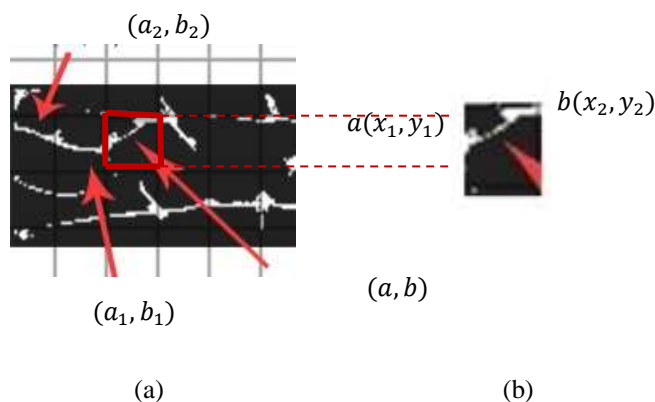 (a₂, b₂)
a(x₁, y₁)
b(x₂, y₂)
(a, b)
(a₁, b₁)
(a) (b)